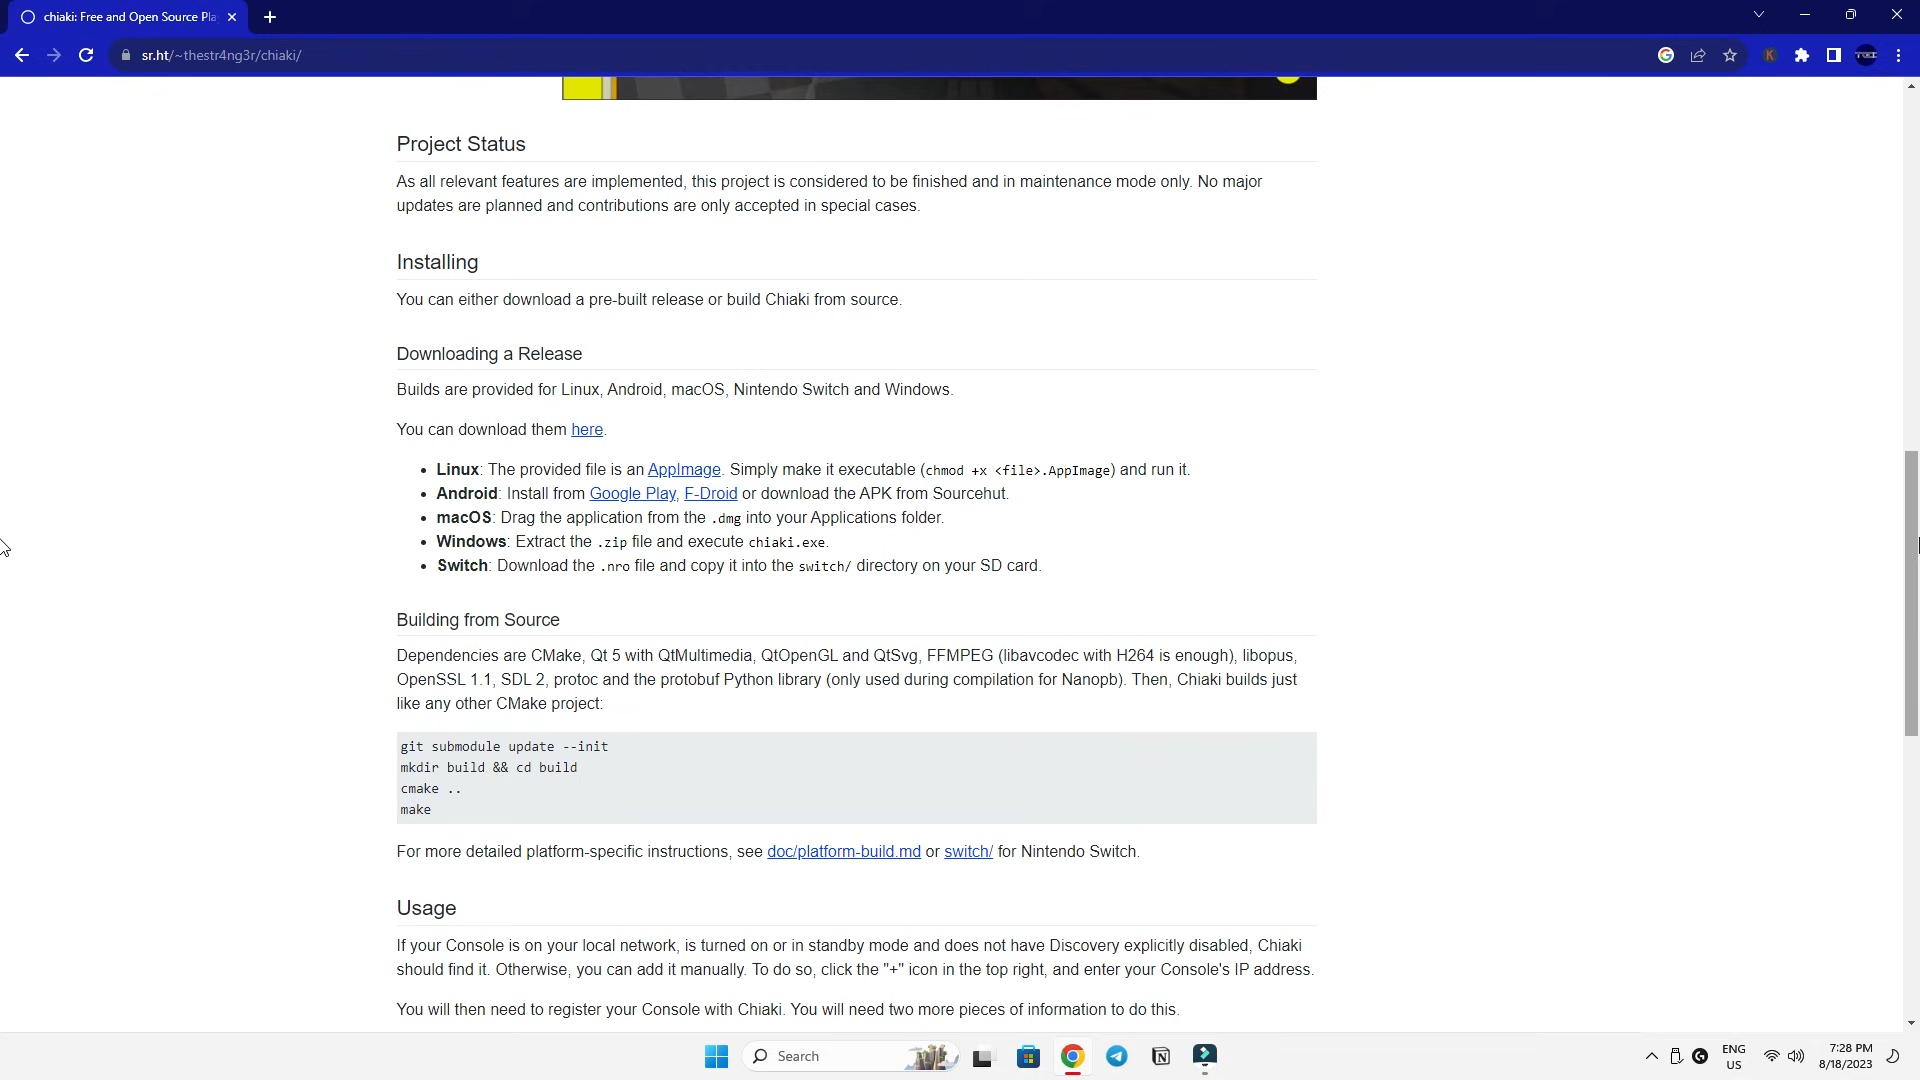 chiaki: Free and Open Source Pla
sr.ht/~thestr4ng3r/chiaki/
K
Project Status
As all relevant features are implemented, this project is considered to be finished and in maintenance mode only. No major
updates are planned and contributions are only accepted in special cases.
Installing
You can either download a pre-built release or build Chiaki from source.
Downloading a Release
Builds are provided for Linux, Android, macOS, Nintendo Switch and Windows.
You can download them here.
• Linux: The provided file is an AppImage. Simply make it executable (chmod +x <file>.AppImage) and run it.
• Android: Install from Google Play, F-Droid or download the APK from Sourcehut.
• macOS: Drag the application from the .dmg into your Applications folder.
• Windows: Extract the .zip file and execute chiaki.exe.
• Switch: Download the .nro file and copy it into the switch/ directory on your SD card.
Building from Source
Dependencies are CMake, Qt 5 with QtMultimedia, QtOpenGL and QtSvg, FFMPEG (libavcodec with H264 is enough), libopus,
OpenSSL 1.1, SDL 2, protoc and the protobuf Python library (only used during compilation for Nanopb). Then, Chiaki builds just
like any other CMake project:
git submodule update --init
mkdir build && cd build
cmake ..
make
For more detailed platform-specific instructions, see doc/platform-build.md or switch/ for Nintendo Switch.
Usage
If your Console is on your local network, is turned on or in standby mode and does not have Discovery explicitly disabled, Chiaki
should find it. Otherwise, you can add it manually. To do so, click the "+" icon in the top right, and enter your Console's IP address.
You will then need to register your Console with Chiaki. You will need two more pieces of information to do this.
Search
ENG
US
7:28 PM
8/18/2023